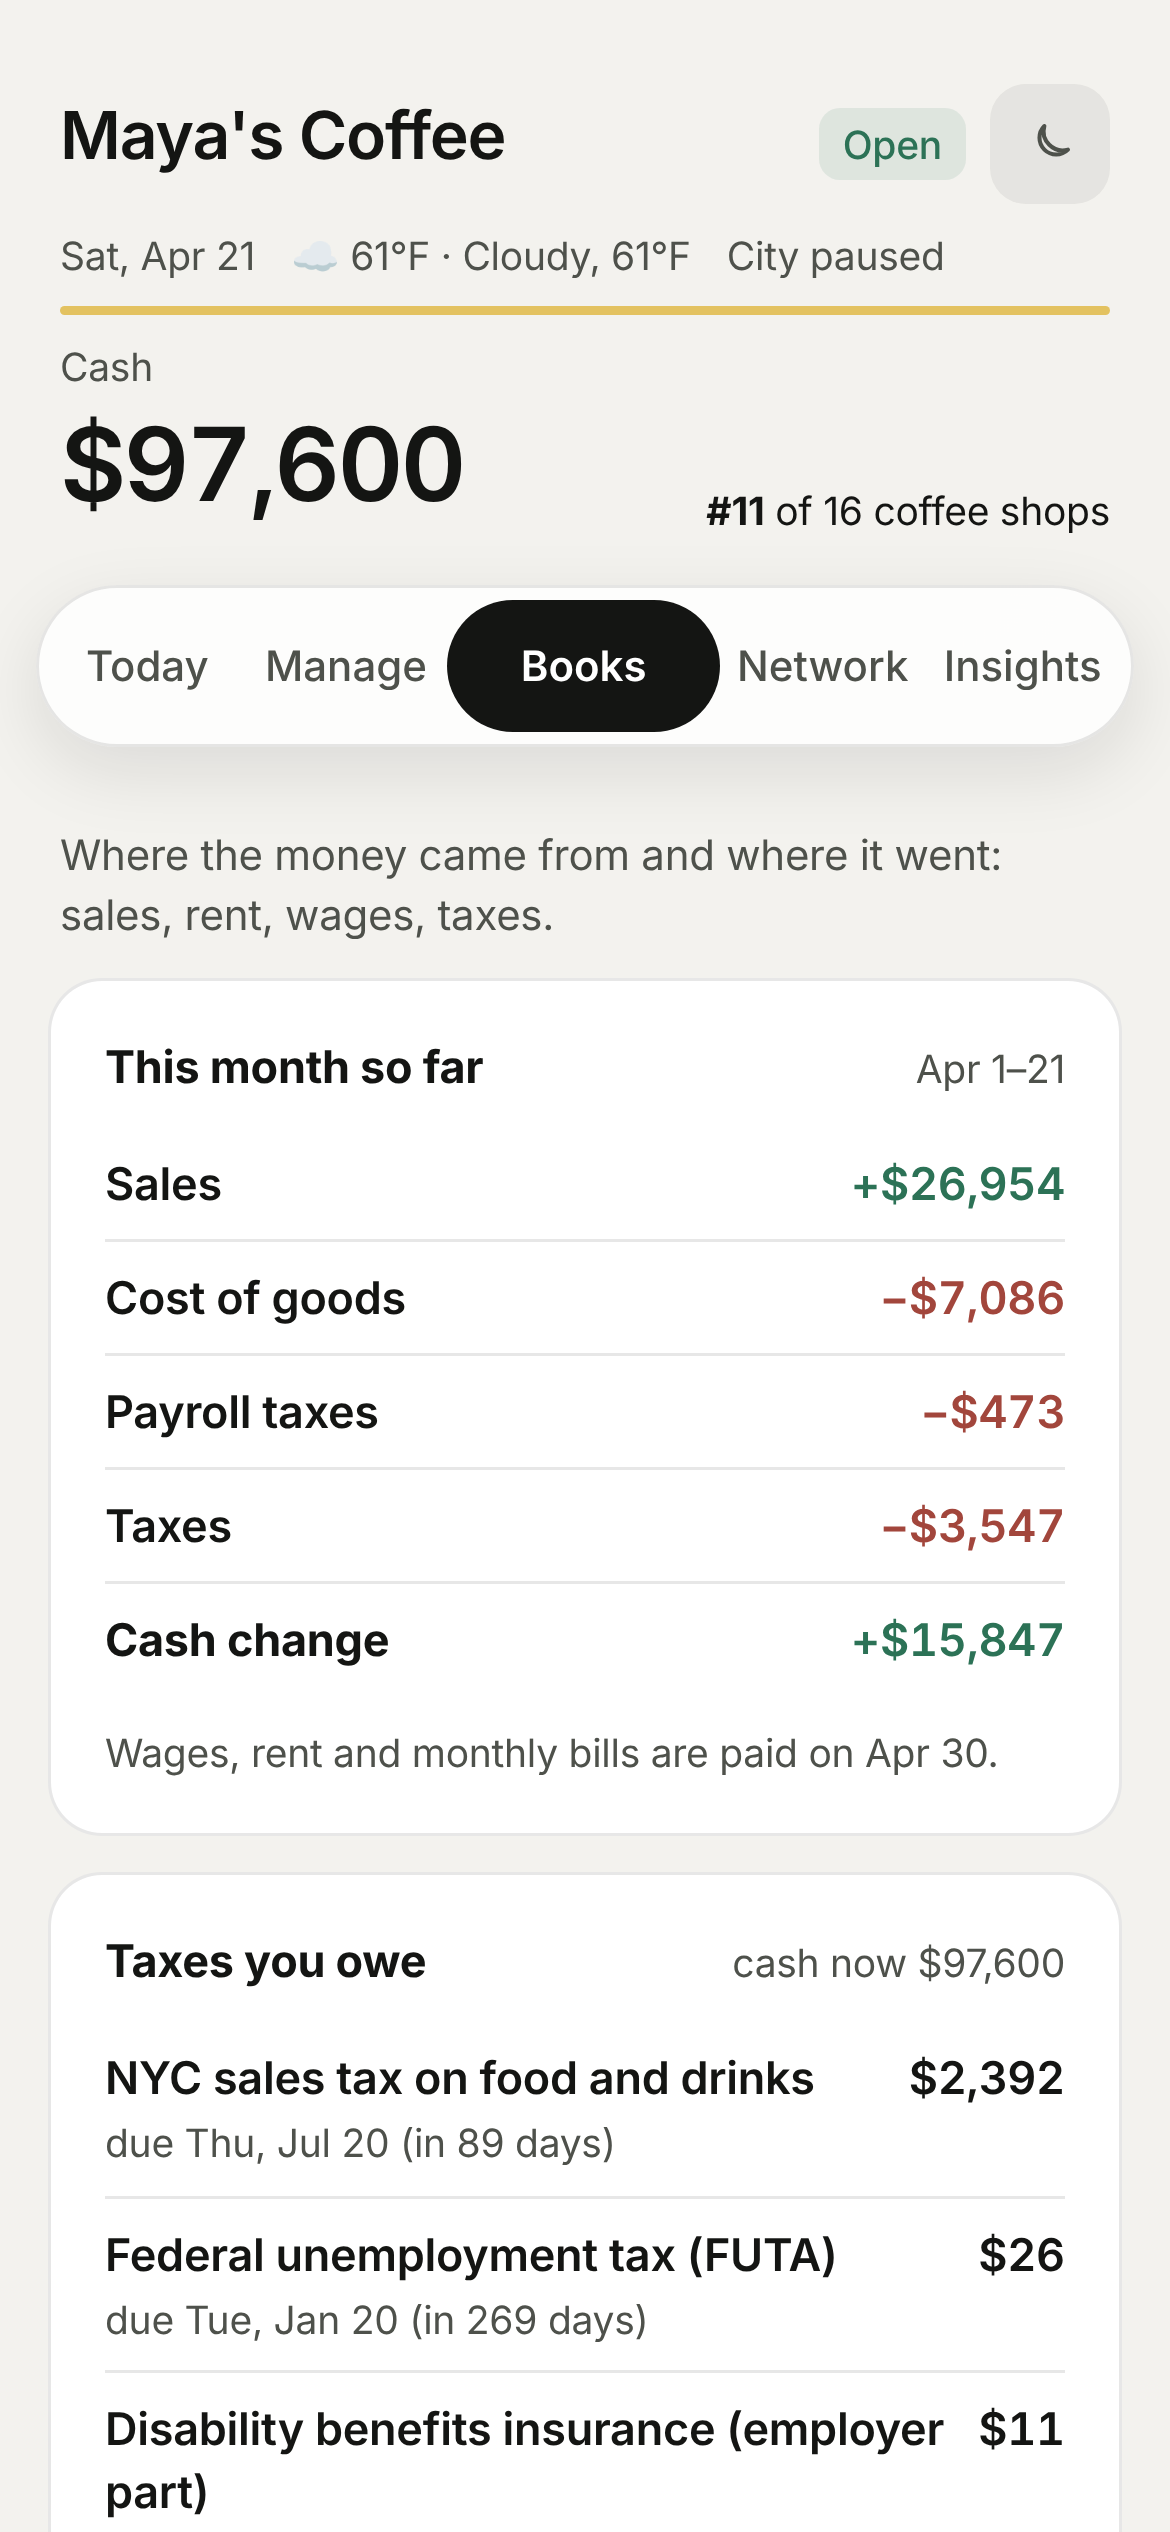 Maya's Coffee
Open
Sat, Apr 21 61°F · Cloudy, 61°F City paused
Cash
$97,600
#11 of 16 coffee shops
Today Manage Books Network Insights
Where the money came from and where it went:
sales, rent, wages, taxes.
This month so far Apr 1–21
Sales +$26,954
Cost of goods –$7,086
Payroll taxes –$473
Taxes –$3,547
Cash change +$15,847
Wages, rent and monthly bills are paid on Apr 30.
Taxes you owe cash now $97,600
NYC sales tax on food and drinks $2,392
due Thu, Jul 20 (in 89 days)
Federal unemployment tax (FUTA) $26
due Tue, Jan 20 (in 269 days)
Disability benefits insurance (employer $11
part)